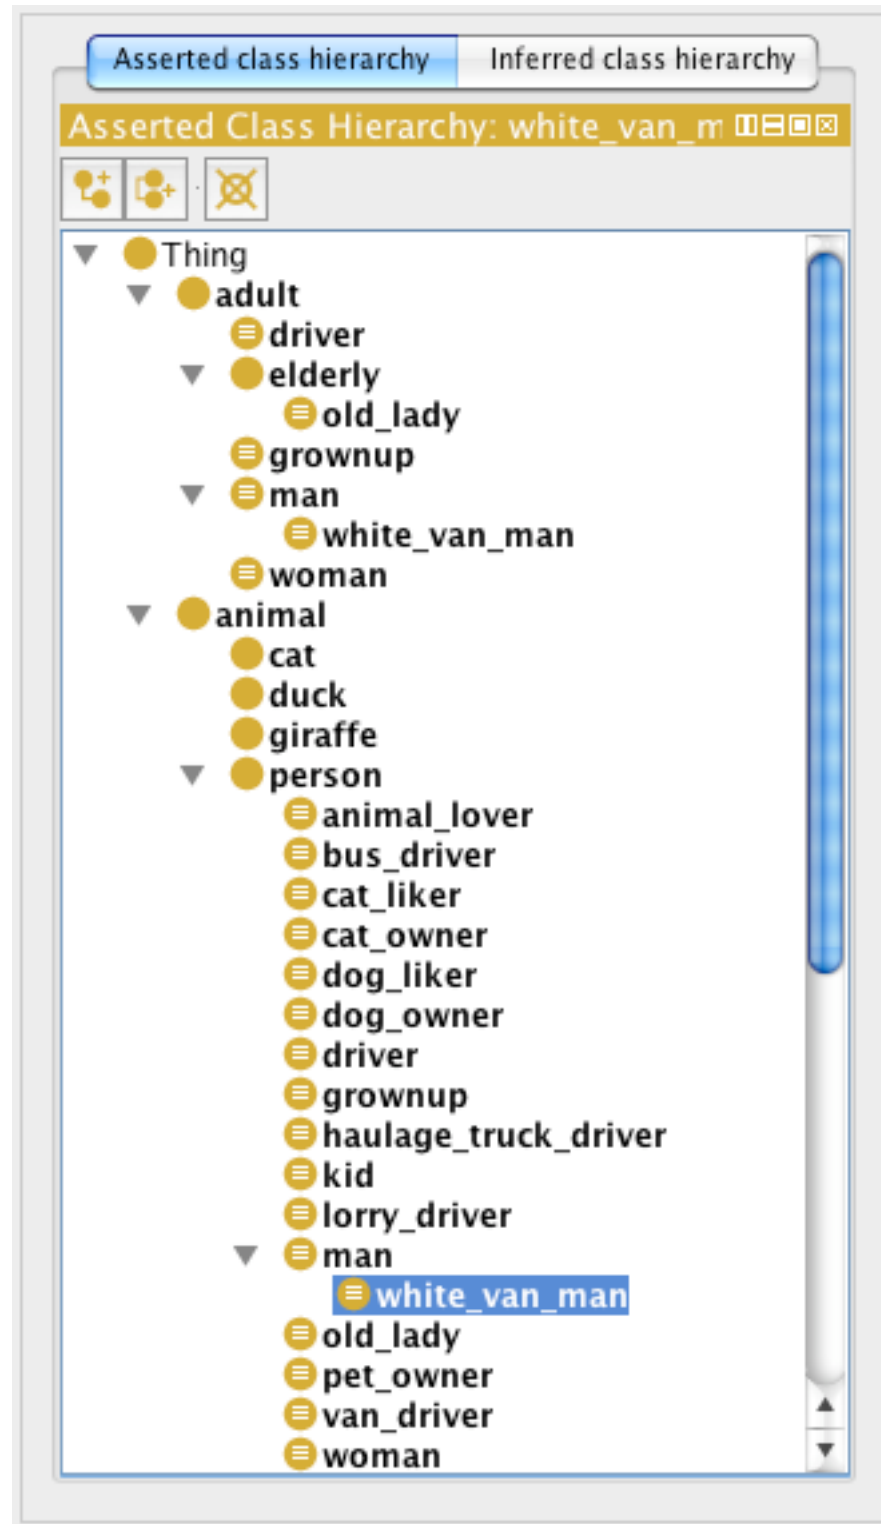 Asserted class hierarchy Inferred class hierarchy
Asserted Class Hierarchy: white_van_m
Thing
adult
driver
elderly
old_lady
grownup
man
white_van_man
woman
animal
cat
duck
giraffe
person
animal_lover
bus_driver
cat_liker
cat_owner
dog_liker
dog_owner
driver
grownup
haulage_truck_driver
kid
lorry_driver
man
white_van_man
old_lady
pet_owner
van_driver
woman